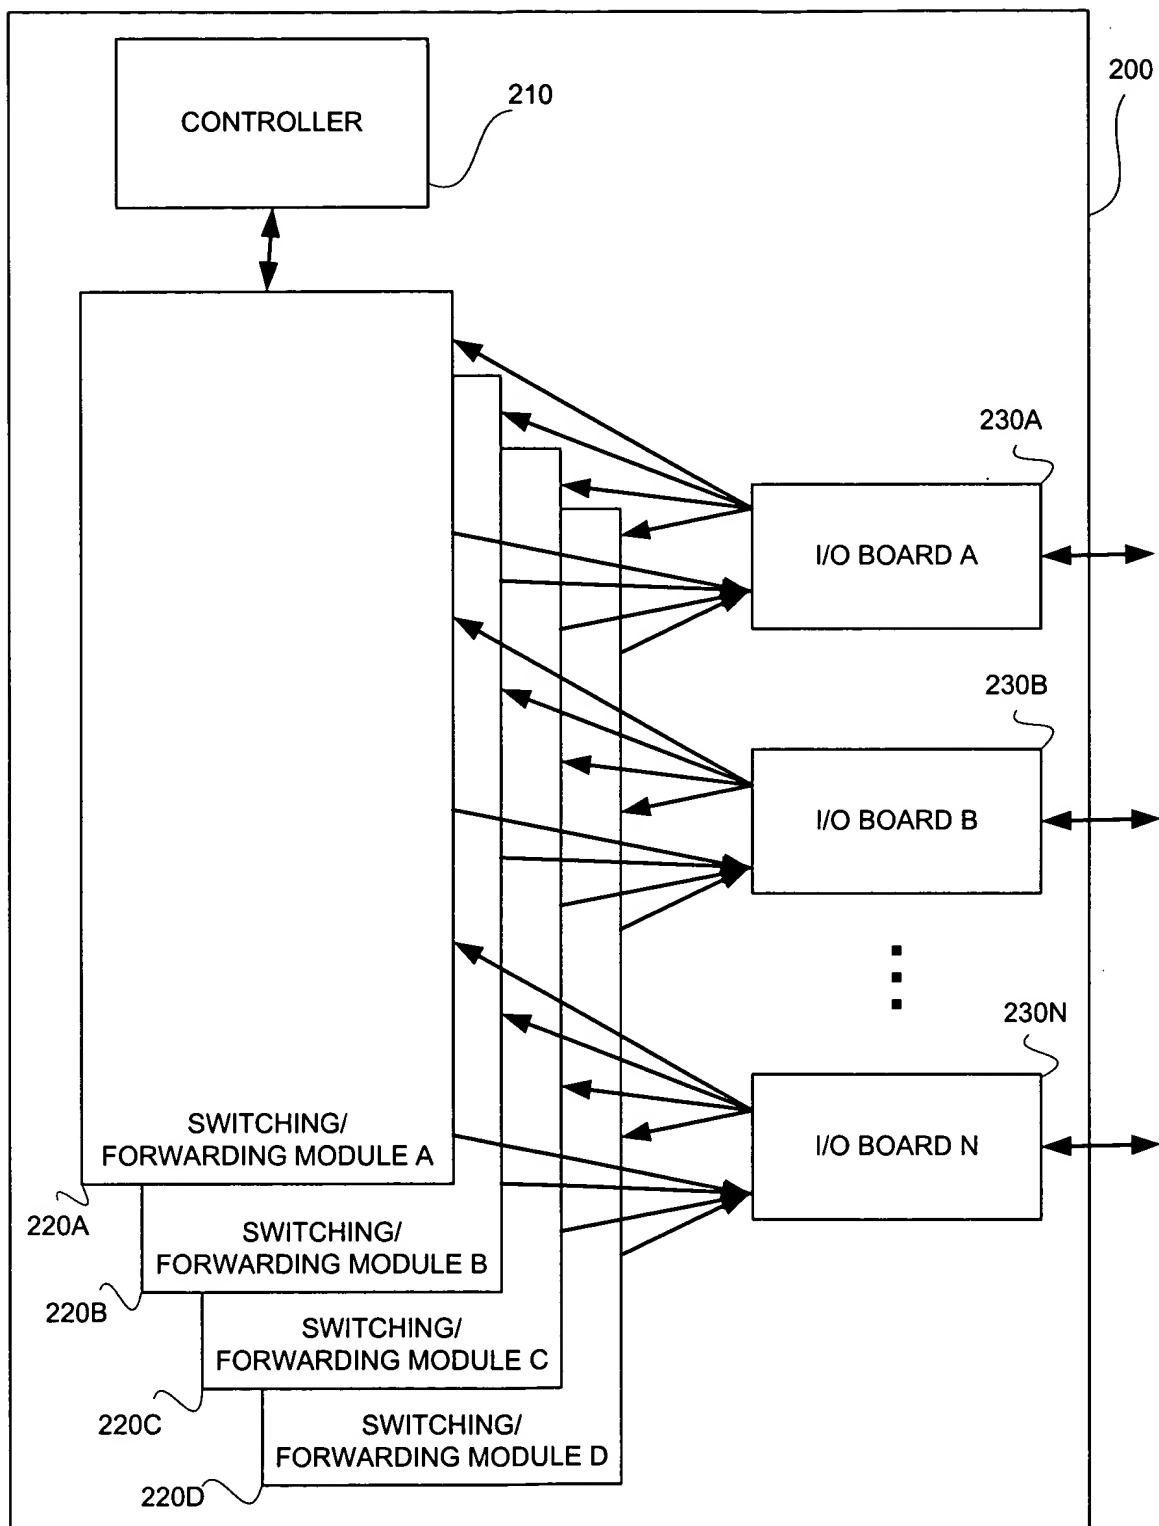 200
210
CONTROLLER
230A
I/O BOARD A
230B
I/O BOARD B
230N
I/O BOARD N
SWITCHING/
FORWARDING MODULE A
220A
SWITCHING/
FORWARDING MODULE B
220B
SWITCHING/
FORWARDING MODULE C
220C
SWITCHING/
FORWARDING MODULE D
220D